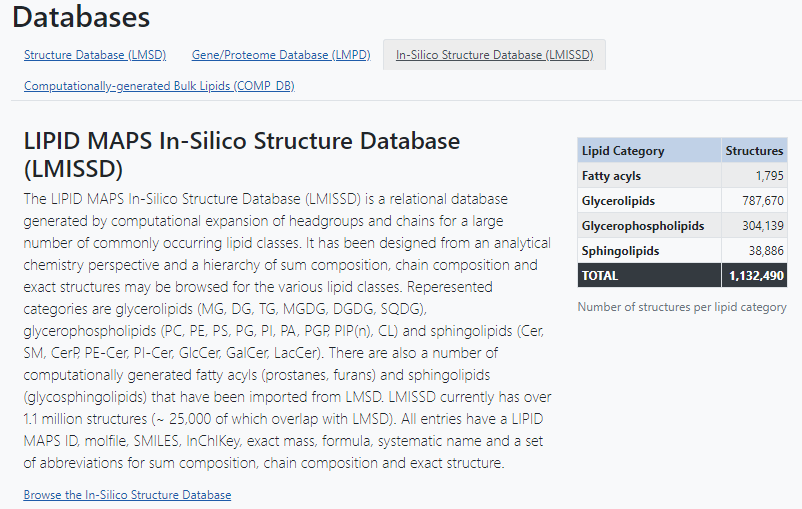 Databases
Structure Database (LMSD) Gene/Proteome Database (LMPD) In-Silico Structure Database (LMISSD)
Computationally-generated Bulk Lipids (COMP_DB)
LIPID MAPS In-Silico Structure Database
(LMISSD)
The LIPID MAPS In-Silico Structure Database (LMISSD) is a relational database
generated by computational expansion of headgroups and chains for a large
number of commonly occurring lipid classes. It has been designed from an analytical
chemistry perspective and a hierarchy of sum composition, chain composition and
exact structures may be browsed for the various lipid classes. Reperesented
categories are glycerolipids (MG, DG, TG, MGDG, DGDG, SQDG),
glycerophospholipids (PC, PE, PS, PG, PI, PA, PGP, PIP(n), CL) and sphingolipids (Cer,
SM, CerP, PE-Cer, PI-Cer, GlcCer, GalCer, LacCer). There are also a number of
computationally generated fatty acyls (prostanes, furans) and sphingolipids
(glycosphingolipids) that have been imported from LMSD. LMISSD currently has over
1.1 million structures (~ 25,000 of which overlap with LMSD). All entries have a LIPID
MAPS ID, molfile, SMILES, InChIKey, exact mass, formula, systematic name and a set
of abbreviations for sum composition, chain composition and exact structure.
Browse the In-Silico Structure Database
Lipid Category Structures
Fatty acyls 1,795
Glycerolipids 787,670
Glycerophospholipids 304,139
Sphingolipids 38,886
TOTAL 1,132,490
Number of structures per lipid category